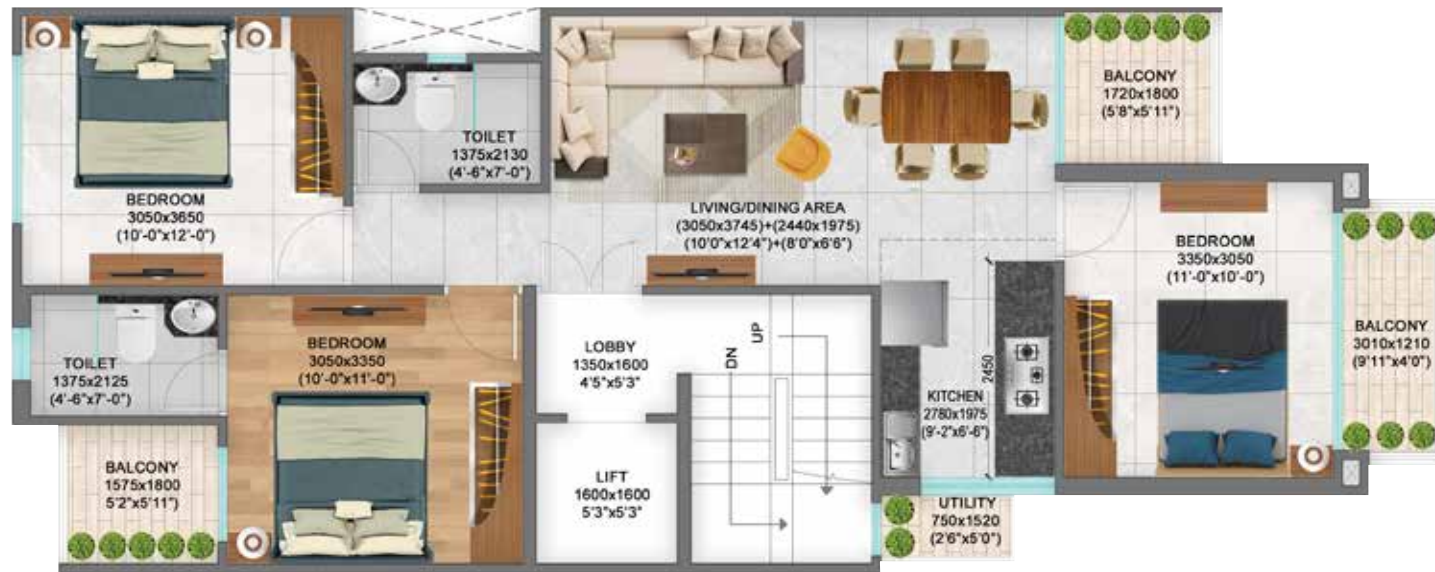 BALCONY
1720x1800
(5'8"x5'11")
TOILET
1375x2130
(4'-6"x7'-0")
BEDROOM
3050x3650
(10'-0"x12'-0")
LIVING/DINING AREA
(3050x3745)+(2440x1975)
(10'0"x12'4")+(8'0"x6'6")
BEDROOM
3350x3050
(11'-0"x10'-0")
TOILET
1375x2125
(4'-6"x7'-0")
BEDROOM
3050x3350
(10'-0"x11'-0")
LOBBY
1350x1600
4'5"x5'3"
DN
UP
2450
KITCHEN
2780x1975
(9'-2"x6'-6")
BALCONY
3010x1210
(9'11"x4'0")
BALCONY
1575x1800
5'2"x5'11")
LIFT
1600x1600
5'3"x5'3"
UTILITY
750x1520
(2'6"x5'0")